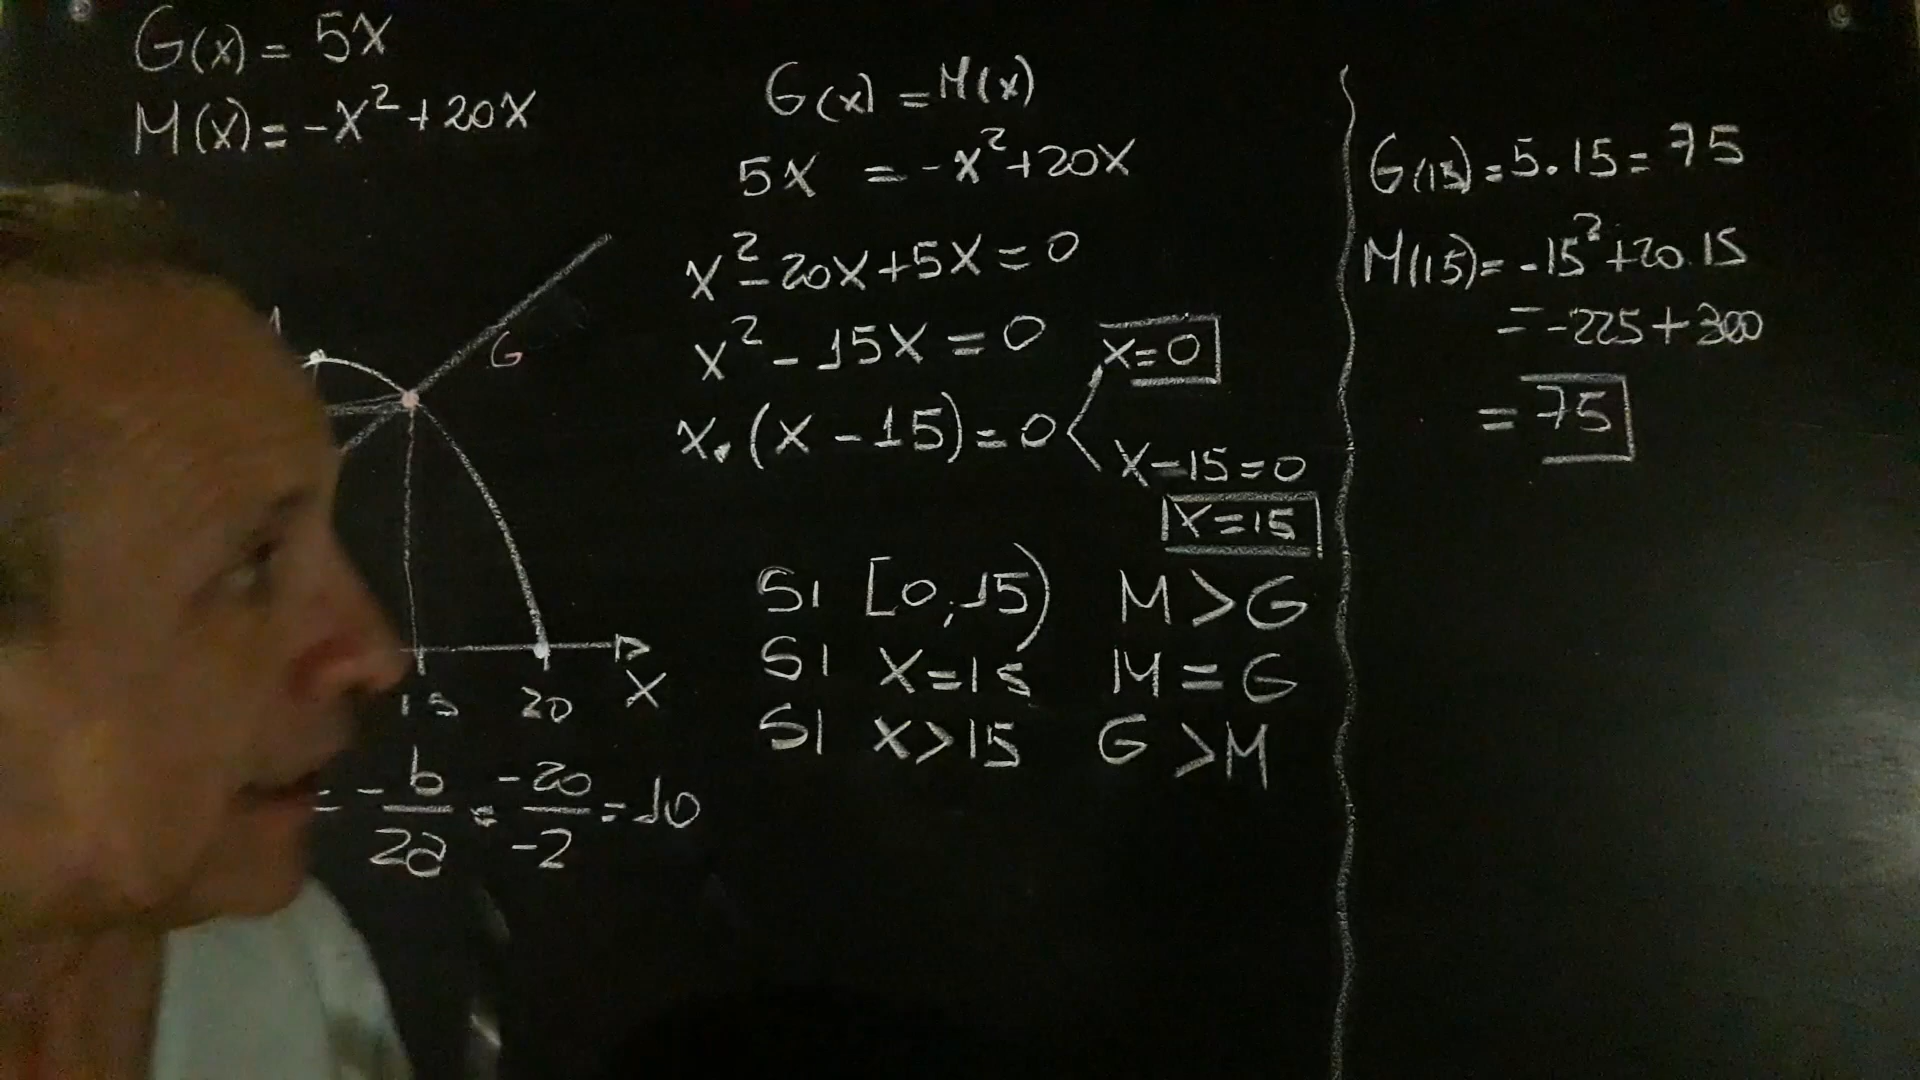 G(x) = 5x
M(x) = -x²+20x
G
15 20 X
= -b/2a = -20/-2 = 10
G(x) = M(x)
5x = -x²+20x
x²-20x+5x=0
x²-15x=0
x=0
x.(x-15)=0
x-15=0
x=15
SI [0,15) M>G
SI X=15 M=G
SI X>15 G>M
G(15)=5.15=75
M(15)=-15²+20.15
=-225+300
=75